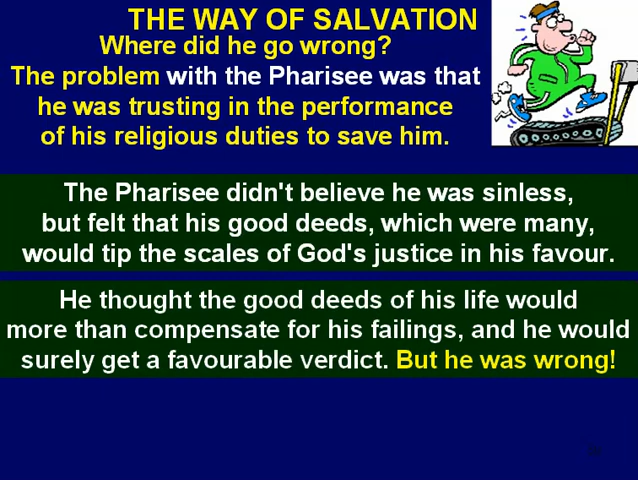 THE WAY OF SALVATION
Where did he go wrong?
The problem with the Pharisee was that
he was trusting in the performance
of his religious duties to save him.
The Pharisee didn't believe he was sinless,
but felt that his good deeds, which were many,
would tip the scales of God's justice in his favour.
He thought the good deeds of his life would
more than compensate for his failings, and he would
surely get a favourable verdict. But he was wrong!